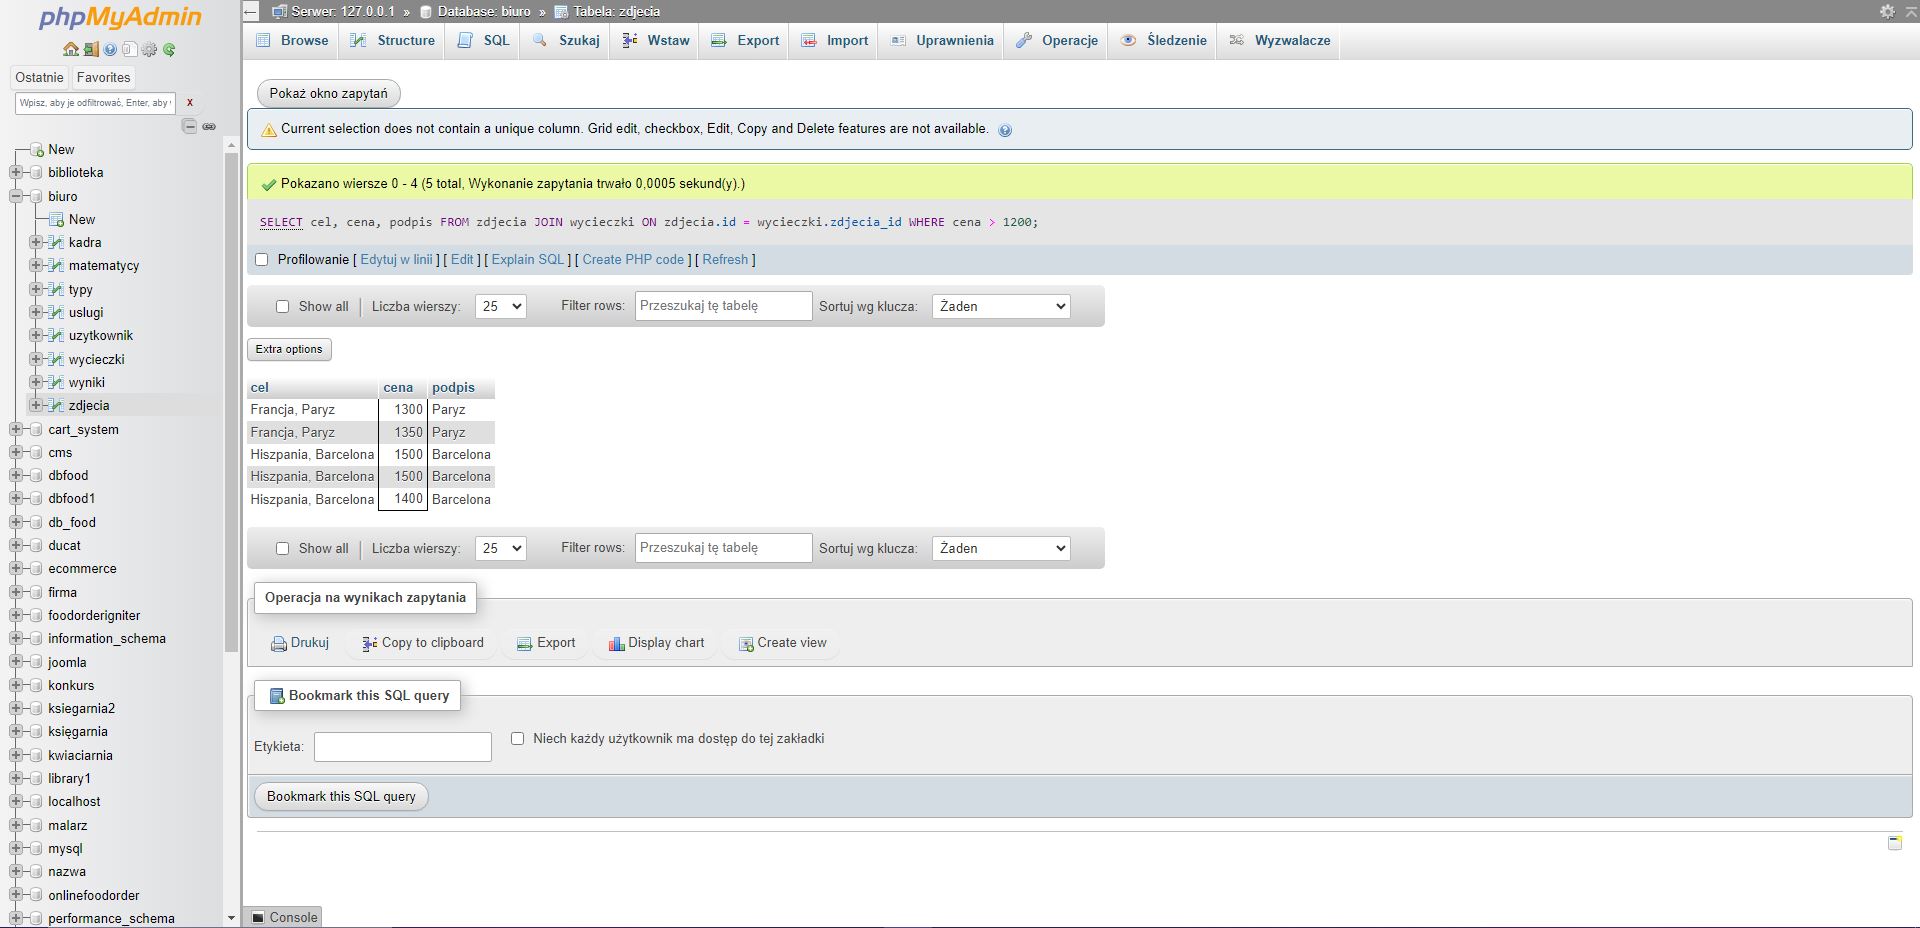 phpMyAdmin
Ostatnie Favorites
Wpisz, aby je odfiltrować, Enter, aby X
New
biblioteka
biuro
New
kadra
matematycy
typy
uslugi
uzytkownik
wycieczki
wyniki
zdjecia
cart_system
cms
dbfood
dbfood1
db_food
ducat
ecommerce
firma
foodorderigniter
information_schema
joomla
konkurs
ksiegarnia2
księgarnia
kwiaciarnia
library1
localhost
malarz
mysql
nazwa
onlinefoodorder
performance_schema
Serwer: 127.0.0.1 » Database: biuro » Tabela: zdjecia
Browse Structure SQL Szukaj Wstaw Export Import Uprawnienia Operacje Śledzenie Wyzwalacze
Pokaż okno zapytań
Current selection does not contain a unique column. Grid edit, checkbox, Edit, Copy and Delete features are not available.
Pokazano wiersze 0 - 4 (5 total, Wykonanie zapytania trwało 0,0005 sekund(y).)
SELECT cel, cena, podpis FROM zdjecia JOIN wycieczki ON zdjecia.id = wycieczki.zdjecia_id WHERE cena > 1200;
Profilowanie [ Edytuj w linii ] [ Edit ] [ Explain SQL ] [ Create PHP code ] [ Refresh ]
Show all | Liczba wierszy: 25 Filter rows: Przeszukaj tę tabelę Sortuj wg klucza: Żaden
Extra options
cel cena podpis
Francja, Paryz 1300 Paryz
Francja, Paryz 1350 Paryz
Hiszpania, Barcelona 1500 Barcelona
Hiszpania, Barcelona 1500 Barcelona
Hiszpania, Barcelona 1400 Barcelona
Show all | Liczba wierszy: 25 Filter rows: Przeszukaj tę tabelę Sortuj wg klucza: Żaden
Operacja na wynikach zapytania
Drukuj Copy to clipboard Export Display chart Create view
Bookmark this SQL query
Etykieta: Niech każdy użytkownik ma dostęp do tej zakładki
Bookmark this SQL query
Console